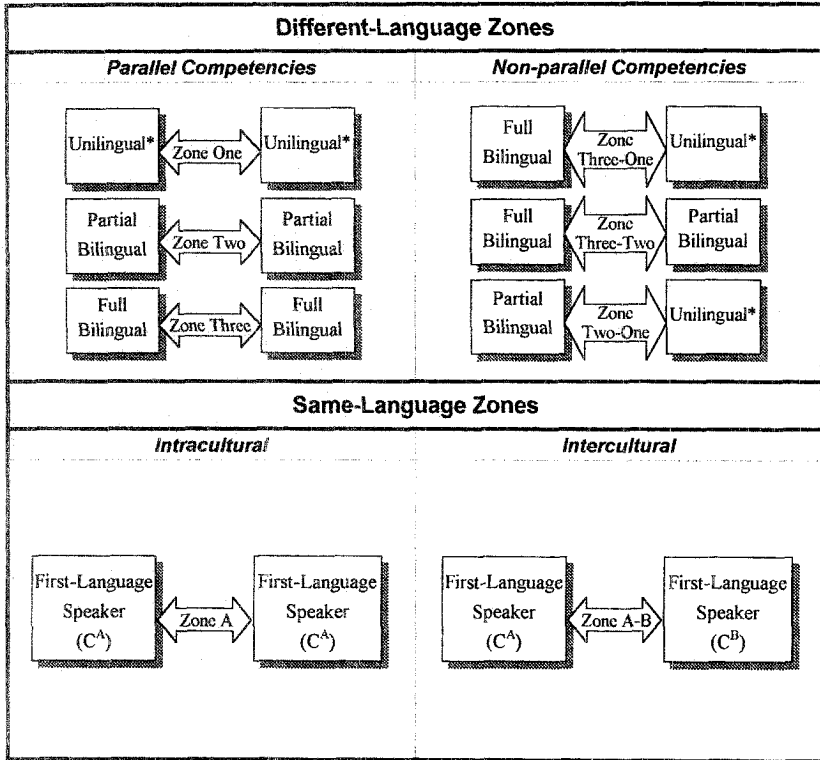 Different-Language Zones
Parallel Competencies
Unilingual*
Zone One
Unilingual*
Partial
Bilingual
Zone Two
Partial
Bilingual
Full
Bilingual
Zone Three
Full
Bilingual
Non-parallel Competencies
Full
Bilingual
Zone
Three-One
Unilingual*
Full
Bilingual
Zone
Three-Two
Partial
Bilingual
Partial
Bilingual
Zone
Two-One
Unilingual*
Same-Language Zones
Intracultural
First-Language
Speaker
(C^A)
Zone A
First-Language
Speaker
(C^A)
Intercultural
First-Language
Speaker
(C^A)
Zone A-B
First-Language
Speaker
(C^B)